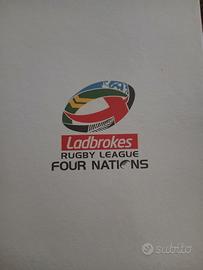 Ladbrokes
RUGBY LEAGUE
FOUR NATIONS
subito